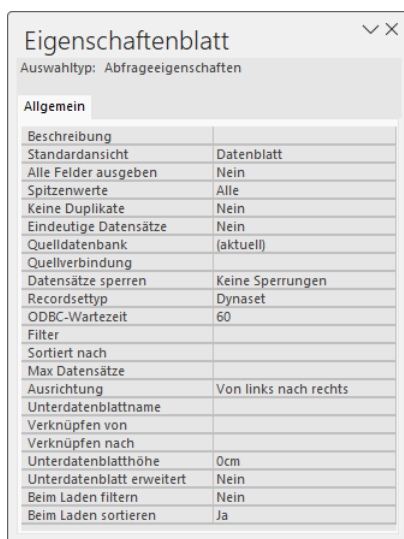 Eigenschaftenblatt
Auswahltyp: Abfrageeigenschaften
Allgemein
Beschreibung
Standardansicht Datenblatt
Alle Felder ausgeben Nein
Spitzenwerte Alle
Keine Duplikate Nein
Eindeutige Datensätze Nein
Quelldatenbank (aktuell)
Quellverbindung
Datensätze sperren Keine Sperrungen
Recordsettyp Dynaset
ODBC-Wartezeit 60
Filter
Sortiert nach
Max Datensätze
Ausrichtung Von links nach rechts
Unterdatenblattname
Verknüpfen von
Verknüpfen nach
Unterdatenblatthöhe 0cm
Unterdatenblatt erweitert Nein
Beim Laden filtern Nein
Beim Laden sortieren Ja